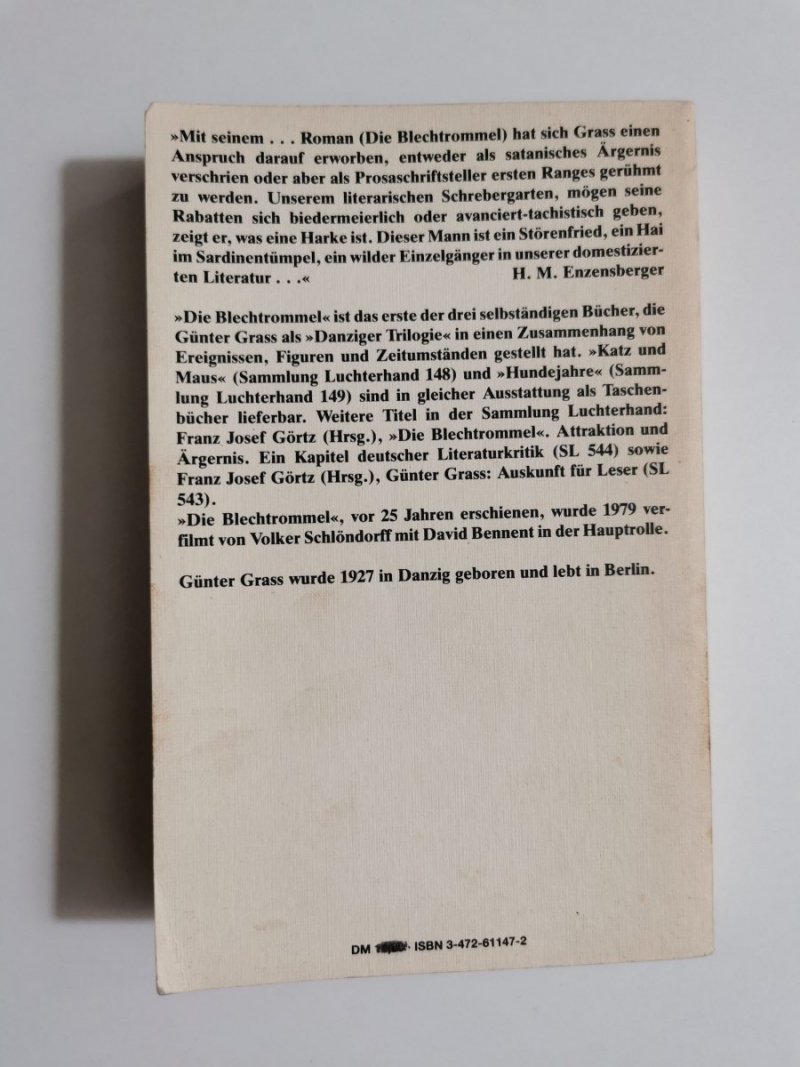 »Mit seinem . . . Roman (Die Blechtrommel) hat sich Grass einen
Anspruch darauf erworben, entweder als satanisches Ärgernis
verschrien oder aber als Prosaschriftsteller ersten Ranges gerühmt
zu werden. Unserem literarischen Schrebergarten, mögen seine
Rabatten sich biedermeierlich oder avanciert-tachistisch geben,
zeigt er, was eine Harke ist. Dieser Mann ist ein Störenfried, ein Hai
im Sardinentümpel, ein wilder Einzelgänger in unserer domestizier-
ten Literatur . . .« H. M. Enzensberger
»Die Blechtrommel« ist das erste der drei selbständigen Bücher, die
Günter Grass als »Danziger Trilogie« in einen Zusammenhang von
Ereignissen, Figuren und Zeitumständen gestellt hat. »Katz und
Maus« (Sammlung Luchterhand 148) und »Hundejahre« (Samm-
lung Luchterhand 149) sind in gleicher Ausstattung als Taschen-
bücher lieferbar. Weitere Titel in der Sammlung Luchterhand:
Franz Josef Görtz (Hrsg.), »Die Blechtrommel«. Attraktion und
Ärgernis. Ein Kapitel deutscher Literaturkritik (SL 544) sowie
Franz Josef Görtz (Hrsg.), Günter Grass: Auskunft für Leser (SL
543).
»Die Blechtrommel«, vor 25 Jahren erschienen, wurde 1979 ver-
filmt von Volker Schlöndorff mit David Bennent in der Hauptrolle.
Günter Grass wurde 1927 in Danzig geboren und lebt in Berlin.
DM ISBN 3-472-61147-2